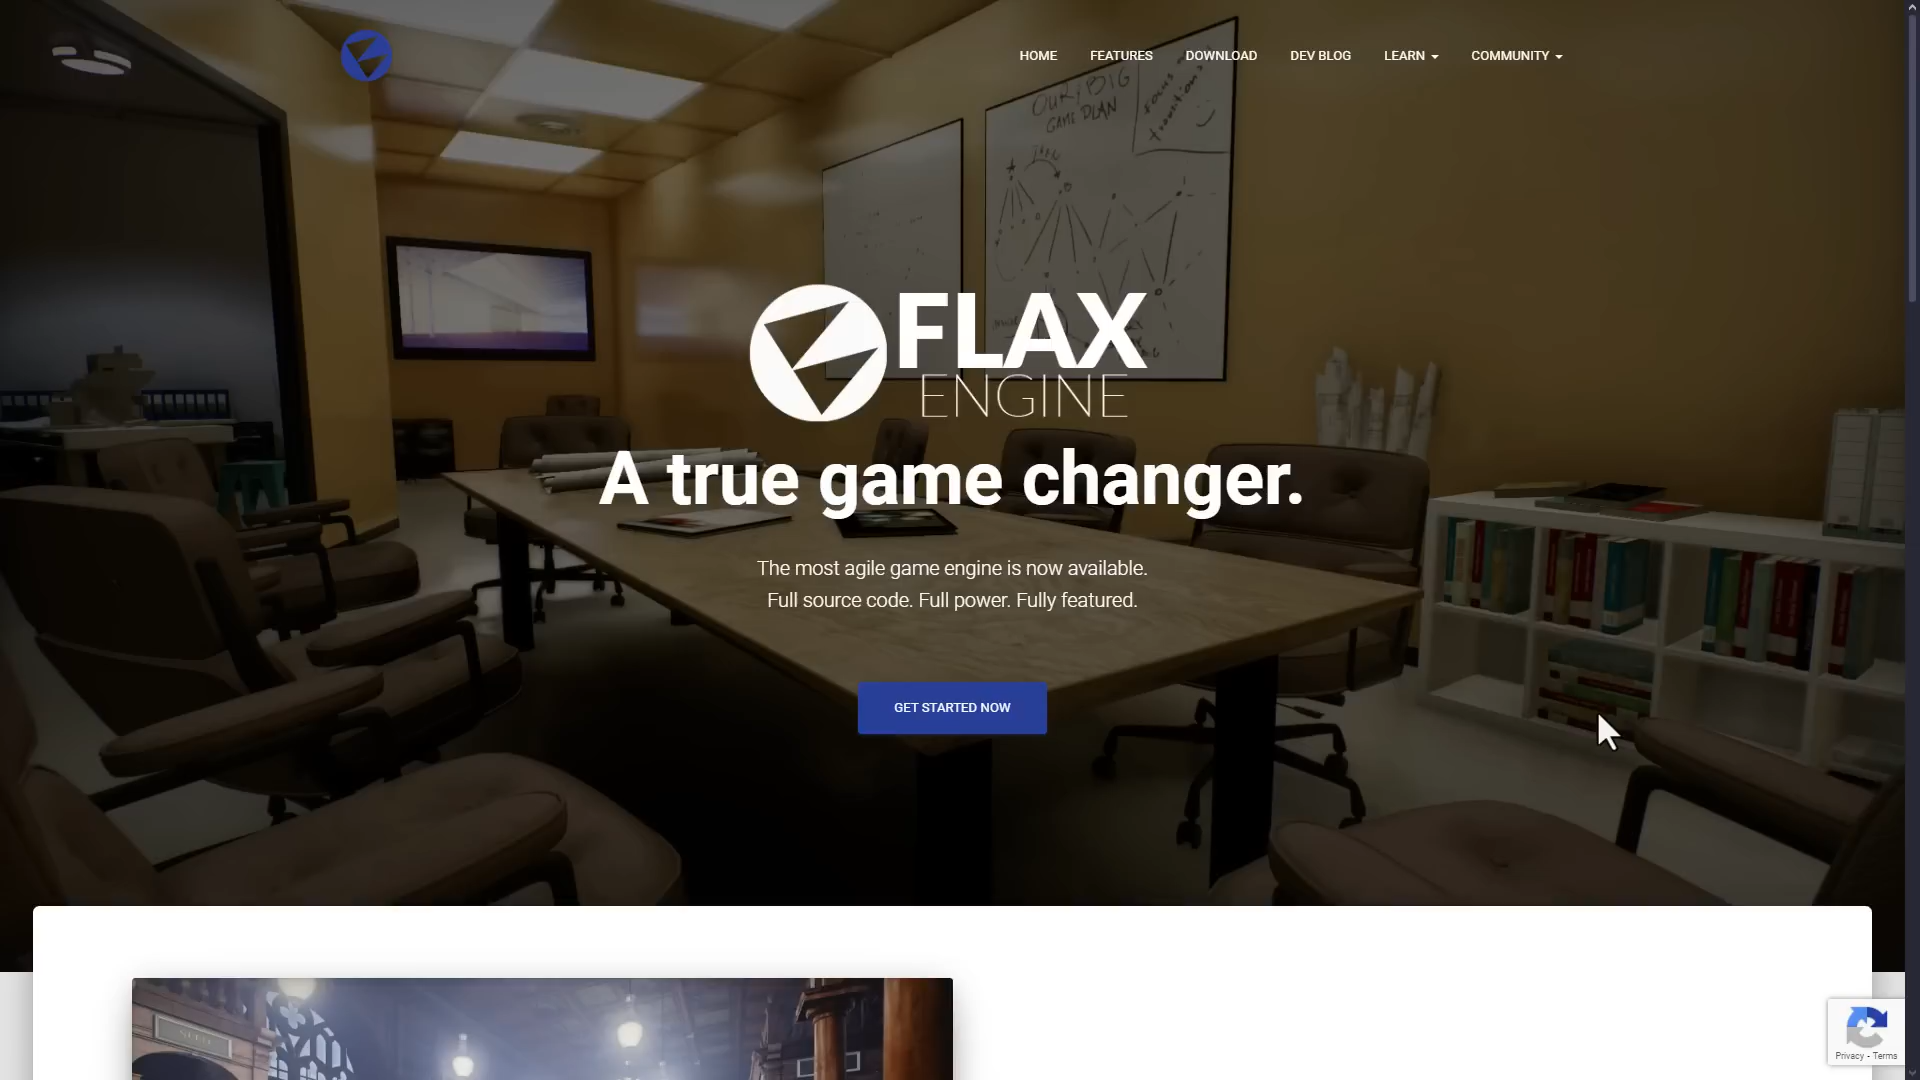 HOME FEATURES DOWNLOAD DEV BLOG LEARN COMMUNITY
OUR BIG
GAME PLAN
FLAX
ENGINE
A true game changer.
The most agile game engine is now available.
Full source code. Full power. Fully featured.
GET STARTED NOW
Privacy - Terms